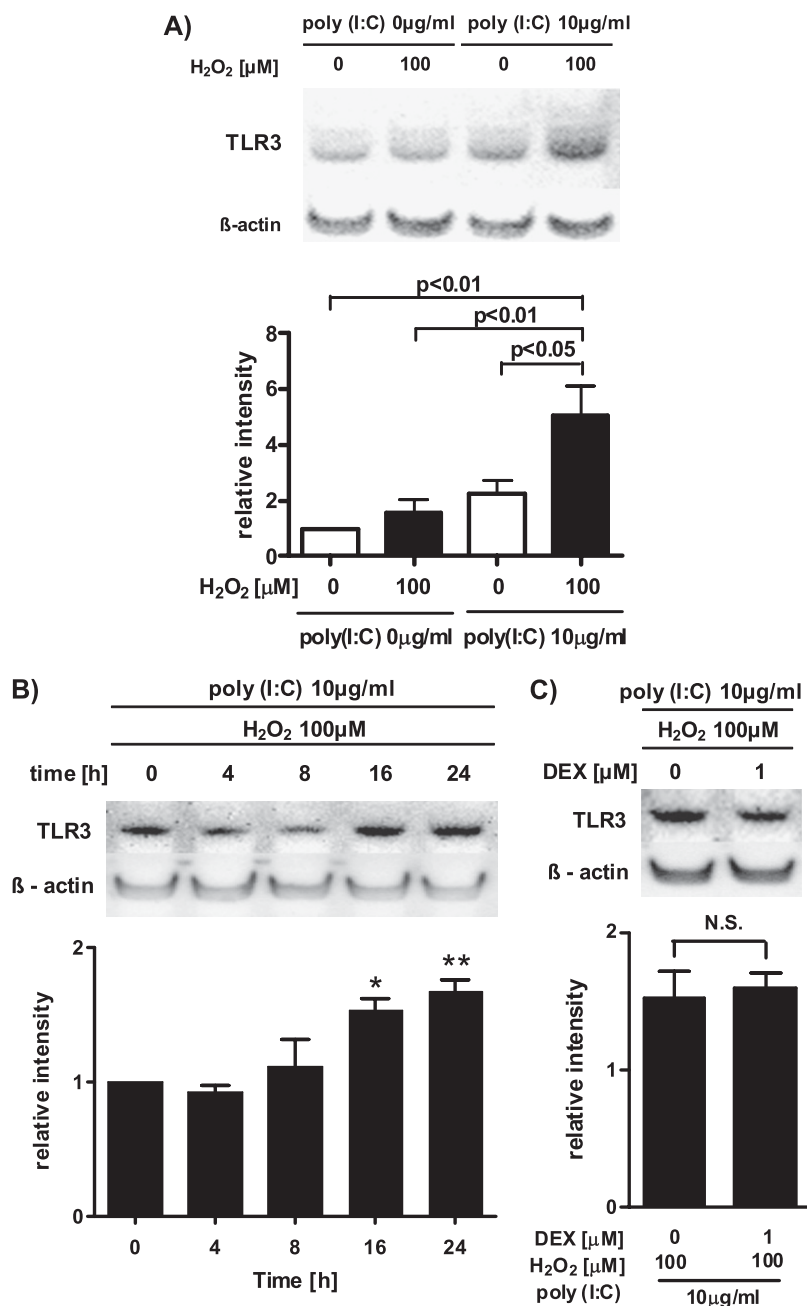 A)
poly (I:C) 0µg/ml poly (I:C) 10µg/ml
H₂O₂ [µM] 0 100 0 100
TLR3
ß-actin
p<0.01
p<0.01
p<0.05
8
6
4
2
0
relative intensity
H₂O₂ [µM] 0 100 0 100
poly(I:C) 0µg/ml poly(I:C) 10µg/ml
B)
poly (I:C) 10µg/ml
H₂O₂ 100µM
time [h] 0 4 8 16 24
TLR3
ß - actin
2
1
0
relative intensity
* **
0 4 8 16 24
Time [h]
C)
poly (I:C) 10µg/ml
H₂O₂ 100µM
DEX [µM] 0 1
TLR3
ß - actin
N.S.
2
1
0
relative intensity
DEX [µM] 0 1
H₂O₂ [µM] 100 100
poly (I:C) 10µg/ml